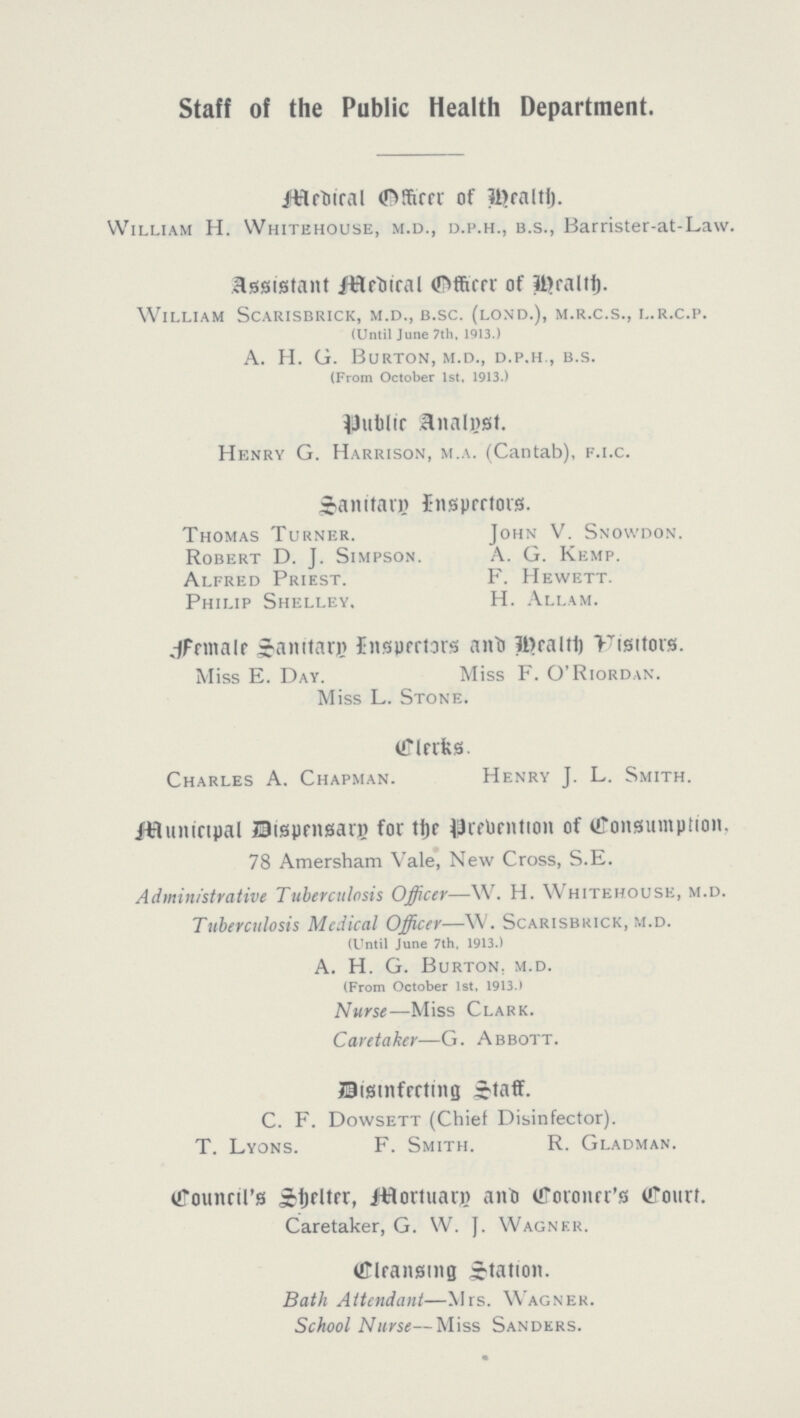 Staff of the Public Health Department.
Medical Officer of Health.
WILLIAM H. WHITEHOUSE, M.D., D.P.H., B.S., Barrister-at-Law.
Assistant Medical Officer of Health.
WILLIAM SCARISBRICK, M.D., B.SC. (LOND.), M.R.C.S., L.R.C.P.
(Until June 7th, 1913.)
A. H. G. BURTON, M.D., D.P.H., B.S.
(From October 1st, 1913.)
Public Analyst.
HENRY G. HARRISON, M.A. (Cantab), F.I.C.
Sanitary Inspectors.
THOMAS TURNER. JOHN V. SNOWDON.
ROBERT D. J. SIMPSON. A. G. KEMP.
ALFRED PRIEST. F. HEWETT.
PHILIP SHELLEY. H. ALLAM.
Female Sanitary Inspectors and Health Visitors.
Miss E. DAY. Miss F. O'RIORDAN.
Miss L. STONE.
Clerks.
CHARLES A. CHAPMAN. HENRY J. L. SMITH.
Municipal Dispensary for the Prevention of Consumption.
78 Amersham Vale, New Cross, S.E.
Administrative Tuberculosis Officer—W. H. WHITEHOUSE, M.D.
Tuberculosis Medical Officer—W. SCARISBRICK, M.D.
(Until June 7th, 1913.)
A. H. G. BURTON, M.D.
(From October 1st, 1913.)
Nurse—Miss CLARK.
Caretaker—G. ABBOTT.
Disinfecting Staff.
C. F. DOWSETT (Chief Disinfector).
T. LYONS. F. SMITH. R. GLADMAN.
Council's Shelter, Mortuary and Coroner's Court.
Caretaker, G. W. J. WAGNER.
Cleansing Station.
Bath Attendant—Mrs. WAGNER.
School Nurse—Miss SANDERS.